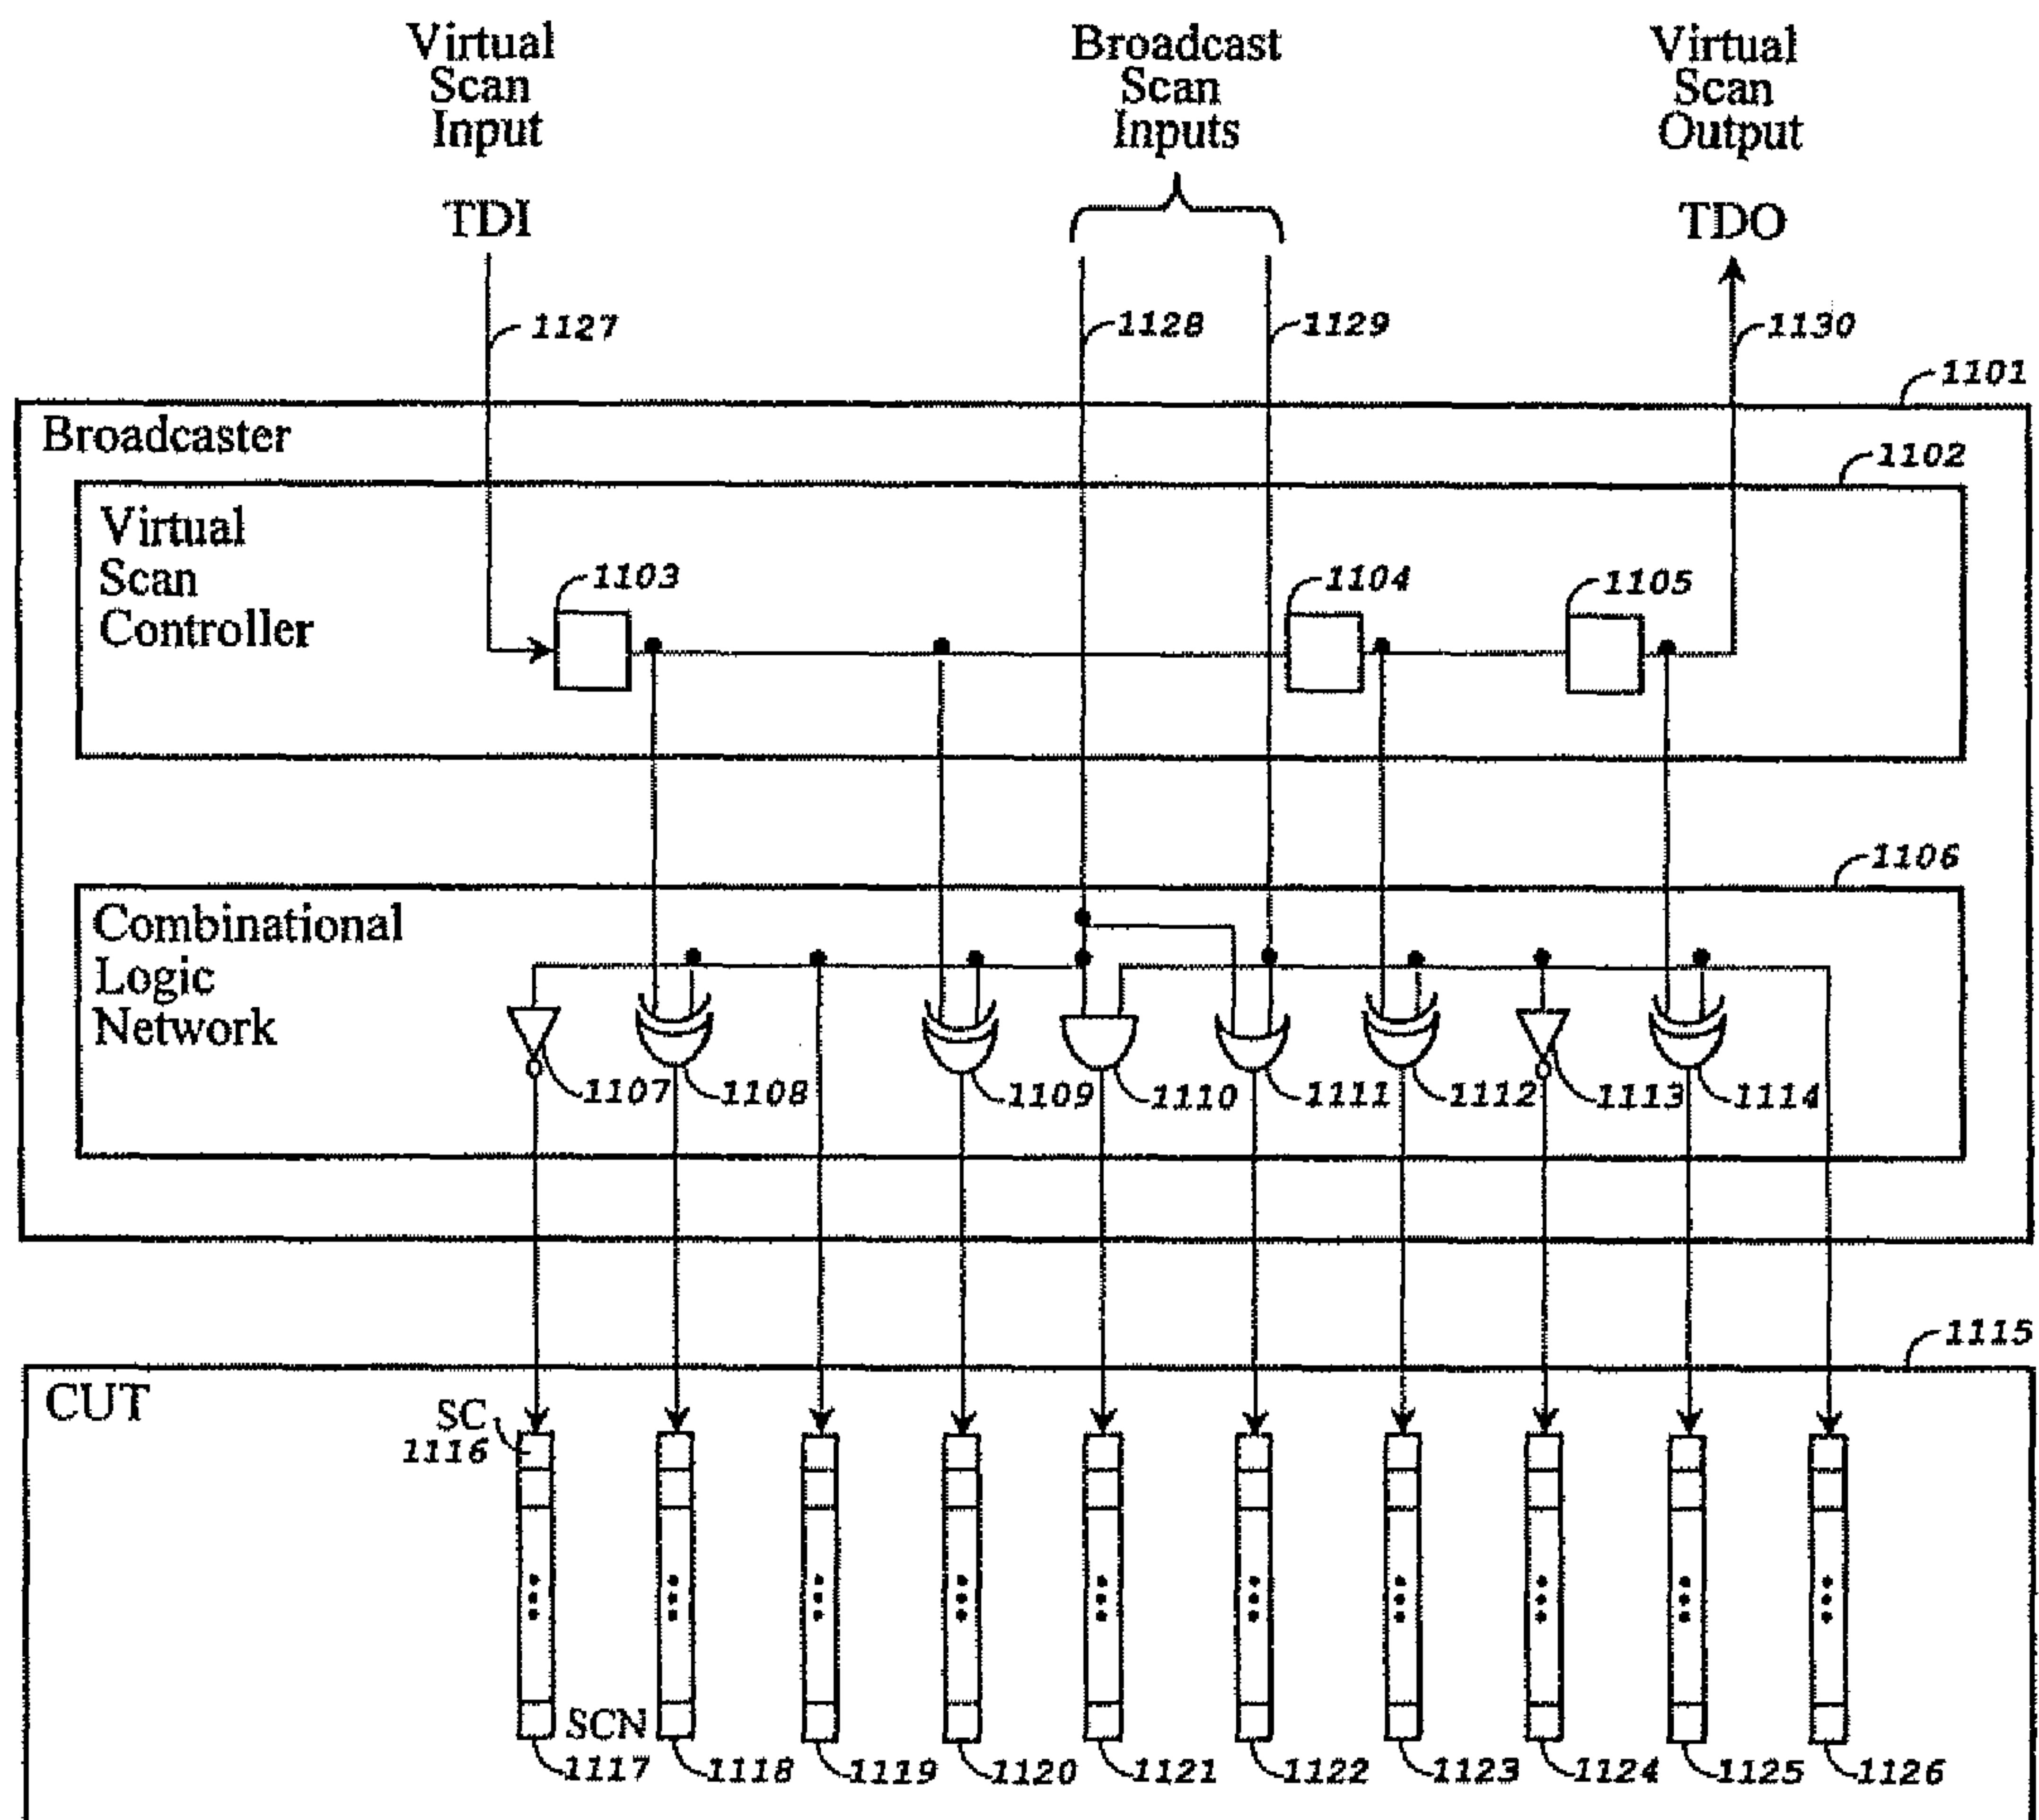 Virtual
Scan
Input
Broadcast
Scan
Inputs
Virtual
Scan
Output
TDI
TDO
1127
1128
1129
1130
1101
Broadcaster
1102
Virtual
Scan
Controller
1103
1104
1105
1106
Combinational
Logic
Network
1107
1108
1109
1110
1111
1112
1113
1114
1115
CUT
SC
1116
SCN
1117
1118
1119
1120
1121
1122
1123
1124
1125
1126